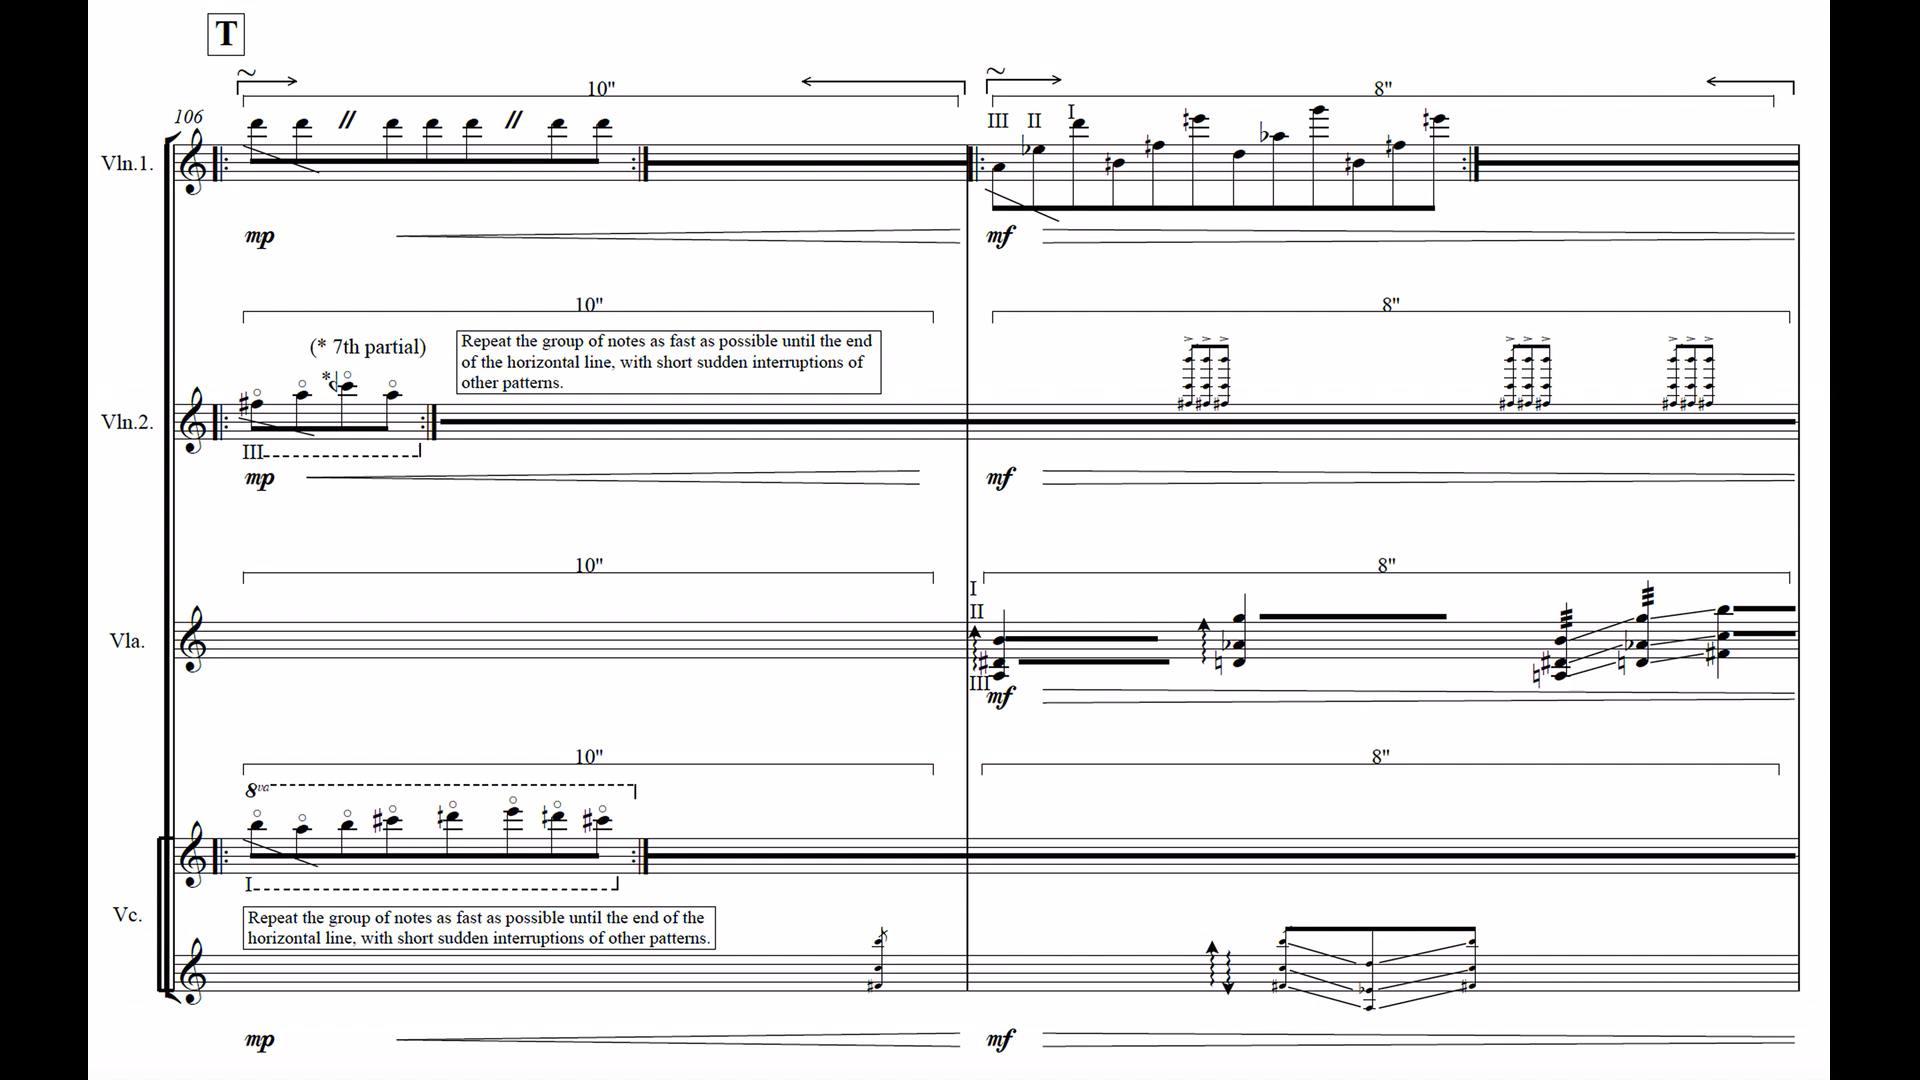 T
~ 10" ~ 8"
106
III II I
Vln.1.
mp mf
10" 8"
(* 7th partial)
Repeat the group of notes as fast as possible until the end
of the horizontal line, with short sudden interruptions of
other patterns.
*
Vln.2.
III
mp mf
10" 8"
I
II
Vla.
III
mf
10" 8"
8va
I
Vc.
Repeat the group of notes as fast as possible until the end of the
horizontal line, with short sudden interruptions of other patterns.
mp mf